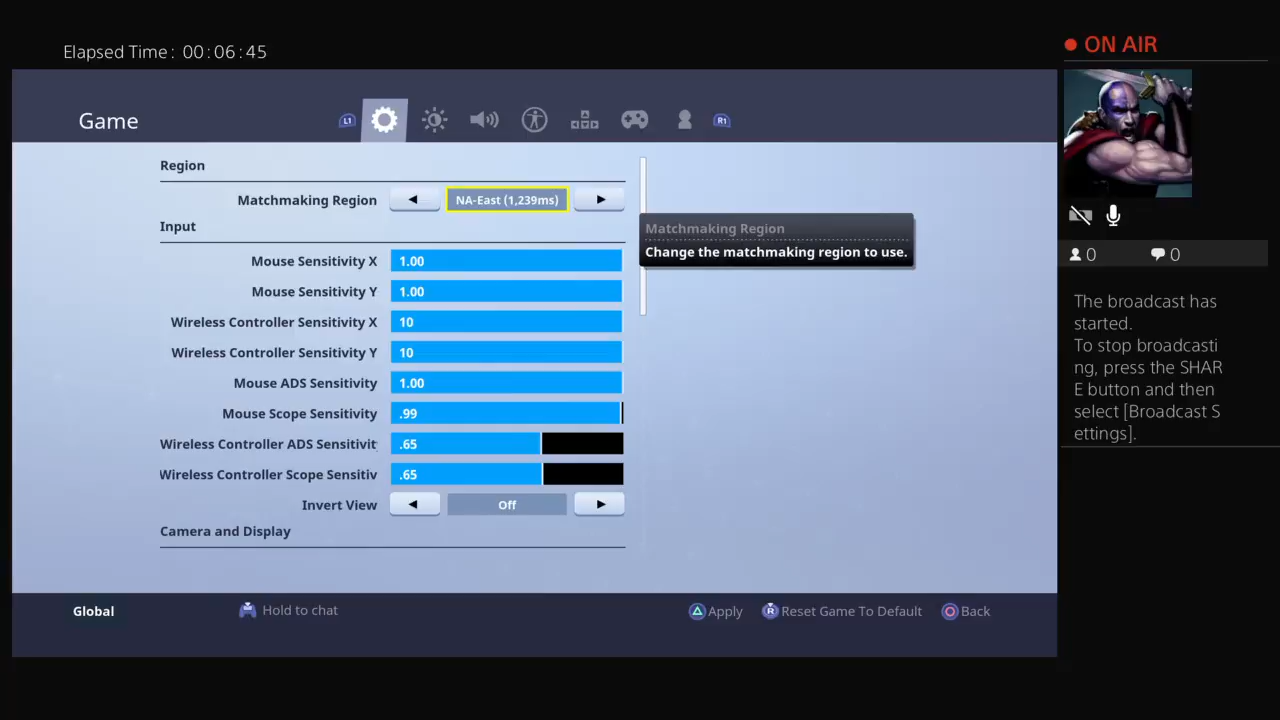 Elapsed Time: 00:06:45
ON AIR
Game
L1
R1
Region
Matchmaking Region
NA-East (1,239ms)
Matchmaking Region
Change the matchmaking region to use.
Input
Mouse Sensitivity X 1.00
Mouse Sensitivity Y 1.00
Wireless Controller Sensitivity X 10
Wireless Controller Sensitivity Y 10
Mouse ADS Sensitivity 1.00
Mouse Scope Sensitivity .99
Wireless Controller ADS Sensitivit .65
Wireless Controller Scope Sensitiv .65
Invert View Off
Camera and Display
Global
Hold to chat
Apply
R Reset Game To Default
Back
0 0
The broadcast has
started.
To stop broadcasti
ng, press the SHAR
E button and then
select [Broadcast S
ettings].